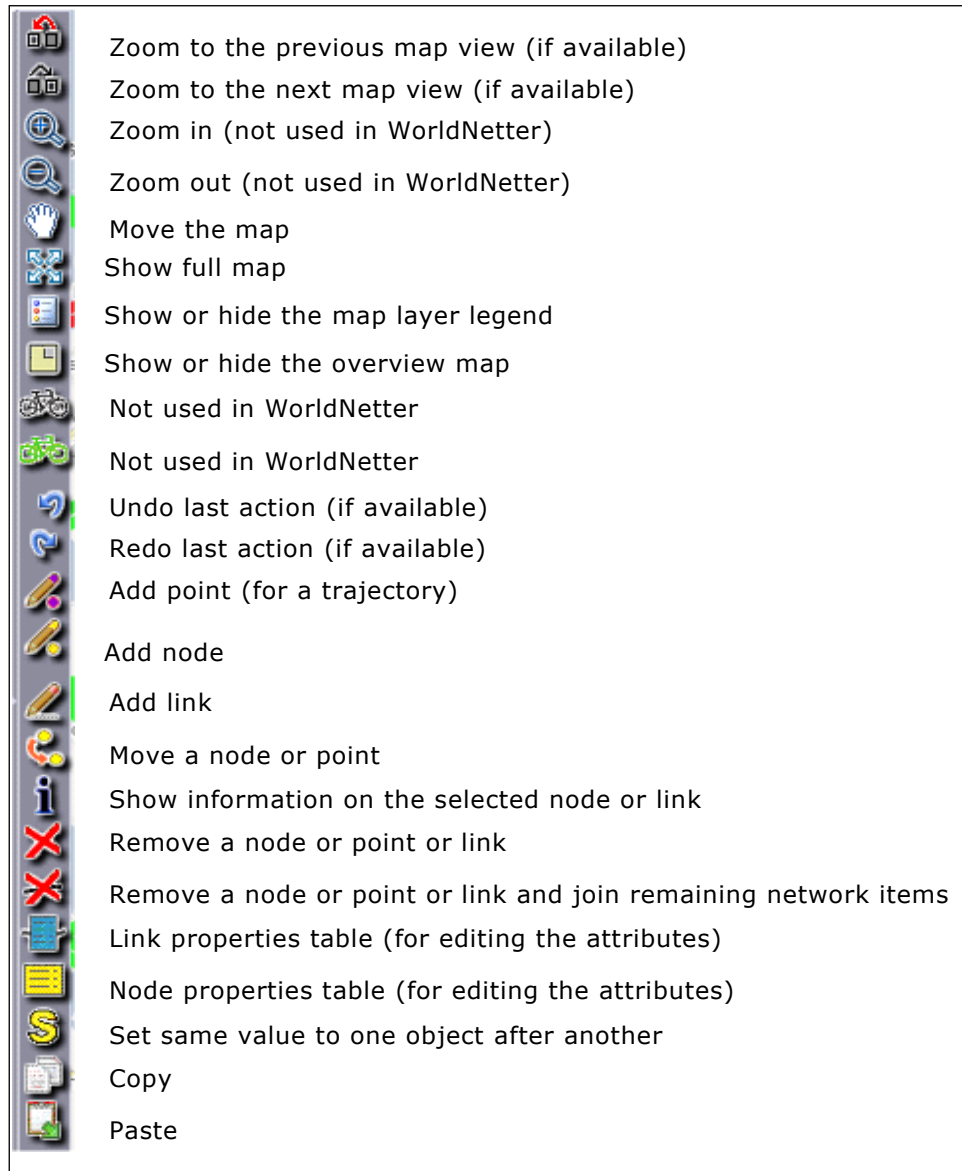 Zoom to the previous map view (if available)
Zoom to the next map view (if available)
Zoom in (not used in WorldNetter)
Zoom out (not used in WorldNetter)
Move the map
Show full map
Show or hide the map layer legend
Show or hide the overview map
Not used in WorldNetter
Not used in WorldNetter
Undo last action (if available)
Redo last action (if available)
Add point (for a trajectory)
Add node
Add link
Move a node or point
Show information on the selected node or link
Remove a node or point or link
Remove a node or point or link and join remaining network items
Link properties table (for editing the attributes)
Node properties table (for editing the attributes)
Set same value to one object after another
Copy
Paste